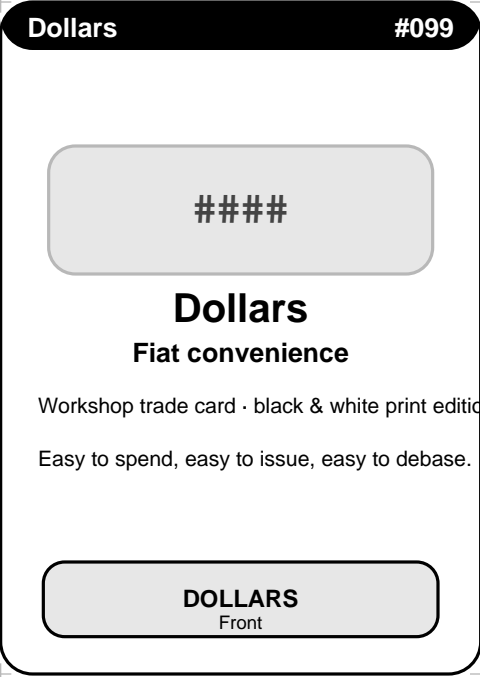 Dollars #099
####
Dollars
Fiat convenience
Workshop trade card · black & white print editio
Easy to spend, easy to issue, easy to debase.
DOLLARS
Front